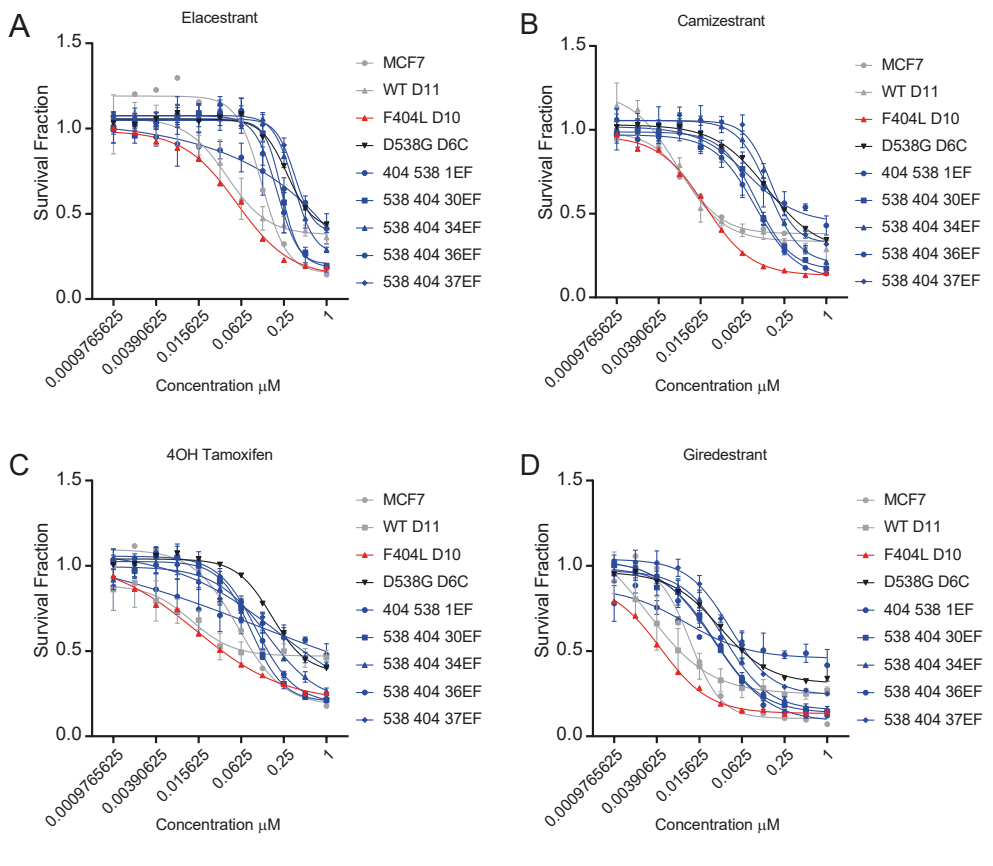 A
Elacestrant
1.5
1.0
0.5
0.0
Survival Fraction
0.0009765625
0.00390625
0.015625
0.0625
0.25
1
Concentration μM
MCF7
WT D11
F404L D10
D538G D6C
404 538 1EF
538 404 30EF
538 404 34EF
538 404 36EF
538 404 37EF
B
Camizestrant
1.5
1.0
0.5
0.0
Survival Fraction
0.0009765625
0.00390625
0.015625
0.0625
0.25
1
Concentration μM
MCF7
WT D11
F404L D10
D538G D6C
404 538 1EF
538 404 30EF
538 404 34EF
538 404 36EF
538 404 37EF
C
4OH Tamoxifen
1.5
1.0
0.5
0.0
Survival Fraction
0.0009765625
0.00390625
0.015625
0.0625
0.25
1
Concentration μM
MCF7
WT D11
F404L D10
D538G D6C
404 538 1EF
538 404 30EF
538 404 34EF
538 404 36EF
538 404 37EF
D
Giredestrant
1.5
1.0
0.5
0.0
Survival Fraction
0.0009765625
0.00390625
0.015625
0.0625
0.25
1
Concentration μM
MCF7
WT D11
F404L D10
D538G D6C
404 538 1EF
538 404 30EF
538 404 34EF
538 404 36EF
538 404 37EF